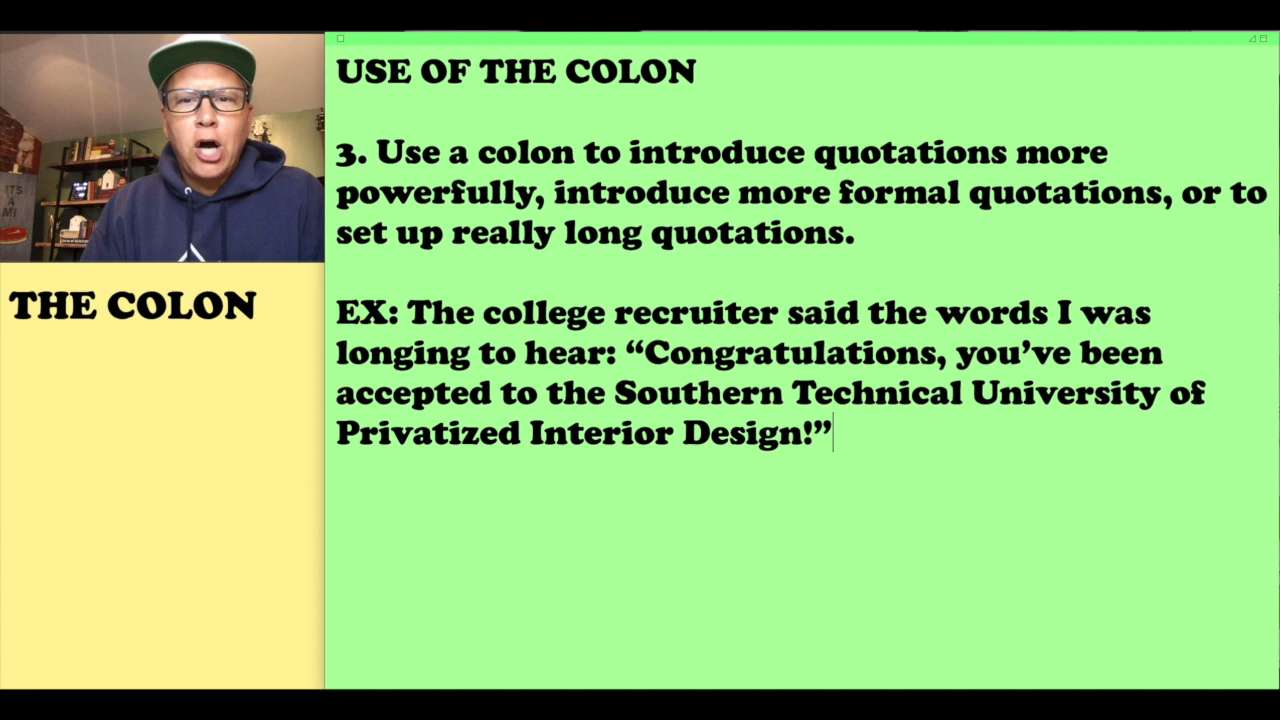 USE OF THE COLON
3. Use a colon to introduce quotations more
powerfully, introduce more formal quotations, or to
set up really long quotations.
EX: The college recruiter said the words I was
longing to hear: “Congratulations, you’ve been
accepted to the Southern Technical University of
Privatized Interior Design!”
THE COLON